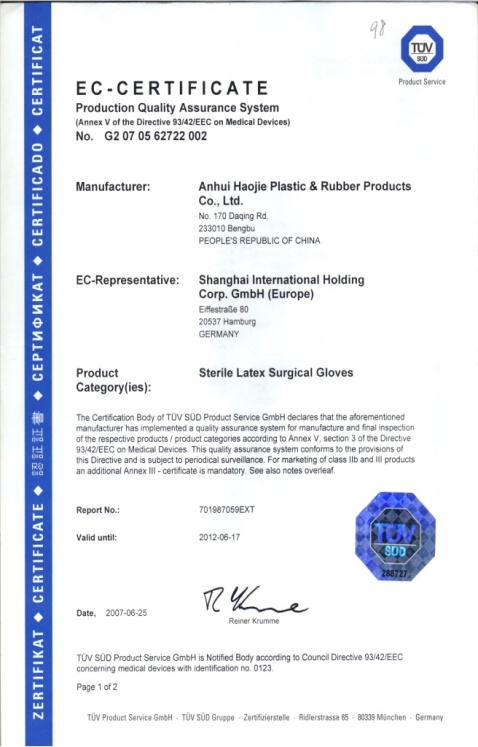 98
TÜV
SÜD
Product Service
EC-CERTIFICATE
Production Quality Assurance System
(Annex V of the Directive 93/42/EEC on Medical Devices)
No. G2 07 05 62722 002
Manufacturer: Anhui Haojie Plastic & Rubber Products
Co., Ltd.
No. 170 Daqing Rd,
233010 Bengbu
PEOPLE'S REPUBLIC OF CHINA
EC-Representative: Shanghai International Holding
Corp. GmbH (Europe)
Eiffestraße 80
20537 Hamburg
GERMANY
Product Sterile Latex Surgical Gloves
Category(ies):
The Certification Body of TÜV SÜD Product Service GmbH declares that the aforementioned
manufacturer has implemented a quality assurance system for manufacture and final inspection
of the respective products / product categories according to Annex V, section 3 of the Directive
93/42/EEC on Medical Devices. This quality assurance system conforms to the provisions of
this Directive and is subject to periodical surveillance. For marketing of class IIb and III products
an additional Annex III - certificate is mandatory. See also notes overleaf.
Report No.: 701987059EXT
Valid until: 2012-06-17
TÜV
SÜD
286727
Date, 2007-06-25
Reiner Krumme
TÜV SÜD Product Service GmbH is Notified Body according to Council Directive 93/42/EEC
concerning medical devices with identification no. 0123.
Page 1 of 2
TÜV Product Service GmbH · TÜV SÜD Gruppe · Zertifizierstelle · Ridlerstrasse 65 · 80339 München · Germany
ZERTIFIKAT ◆ CERTIFICATE ◆ 認証証書 ◆ СЕРТИФИКАТ ◆ CERTIFICADO ◆ CERTIFICAT